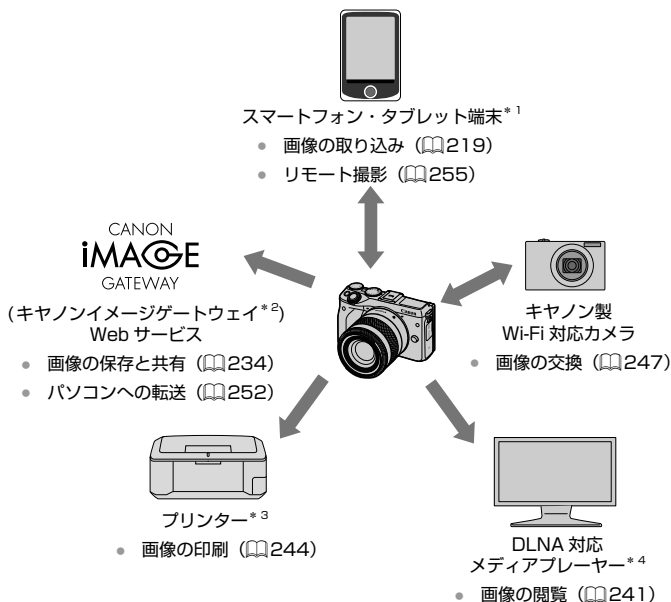 スマートフォン・タブレット端末*1
● 画像の取り込み(📖219)
● リモート撮影(📖255)
CANON
iMAGE
GATEWAY
(キヤノンイメージゲートウェイ*2)
Web サービス
● 画像の保存と共有(📖234)
● パソコンへの転送(📖252)
Canon
キヤノン製
Wi-Fi 対応カメラ
● 画像の交換(📖247)
プリンター*3
● 画像の印刷(📖244)
DLNA 対応
メディアプレーヤー*4
● 画像の閲覧(📖241)